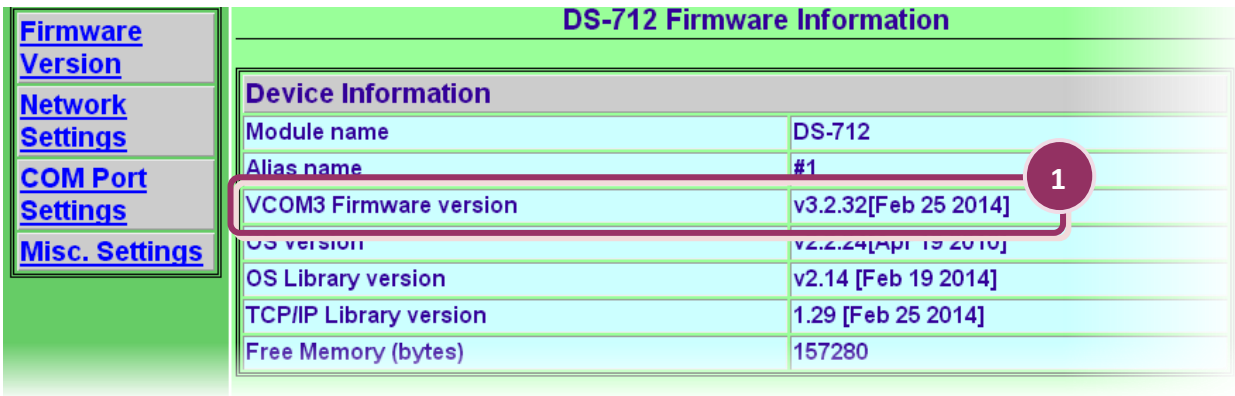 Firmware
Version
Network
Settings
COM Port
Settings
Misc. Settings
DS-712 Firmware Information
Device Information
Module name DS-712
Alias name #1
1
VCOM3 Firmware version v3.2.32[Feb 25 2014]
OS version v2.2.24[Apr 19 2010]
OS Library version v2.14 [Feb 19 2014]
TCP/IP Library version 1.29 [Feb 25 2014]
Free Memory (bytes) 157280